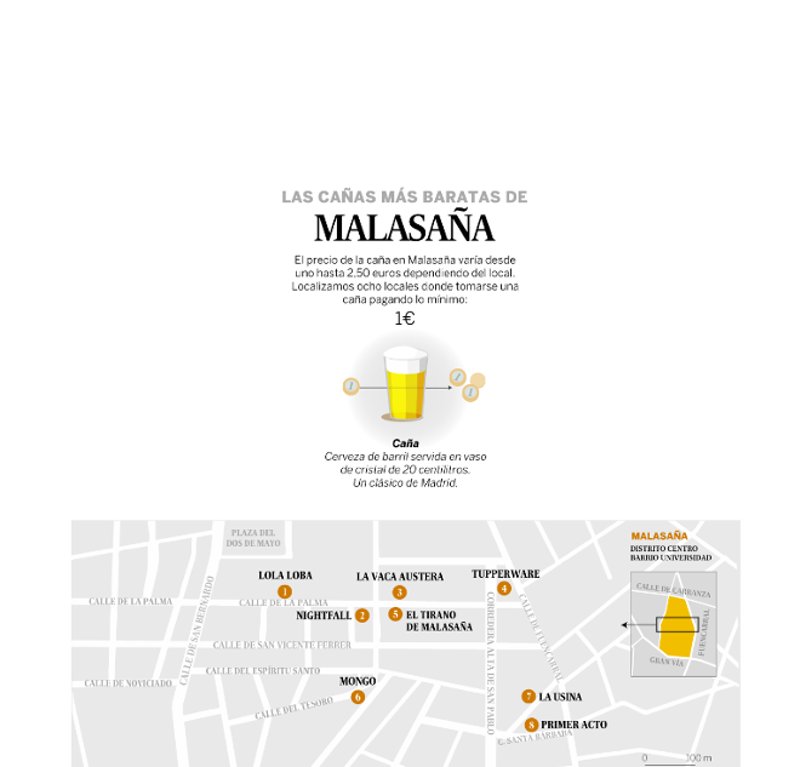 LAS CAÑAS MÁS BARATAS DE
MALASAÑA
El precio de la caña en Malasaña varía desde
uno hasta 2,50 euros dependiendo del local.
Localizamos ocho locales donde tomarse una
caña pagando lo mínimo:
1€
Caña
Cerveza de barril servida en vaso
de cristal de 20 centilitros.
Un clásico de Madrid.
PLAZA DEL
DOS DE MAYO
MALASAÑA
DISTRITO CENTRO
BARRIO UNIVERSIDAD
LOLA LOBA
1
LA VACA AUSTERA
3
TUPPERWARE
4
CALLE DE CARRANZA
FUENCARRAL
GRAN VÍA
CALLE DE LA PALMA
CALLE DE LA PALMA
NIGHTFALL 2
5 EL TIRANO
DE MALASAÑA
CALLE DE SAN BERNARDO
CORREDERA ALTA DE SAN PABLO
CALLE DE FUENCARRAL
CALLE DE SAN VICENTE FERRER
CALLE DEL ESPÍRITU SANTO
CALLE DE NOVICIADO
MONGO
6
CALLE DEL TESORO
7 LA USINA
8 PRIMER ACTO
C. SANTA BÁRBARA
0 100 m